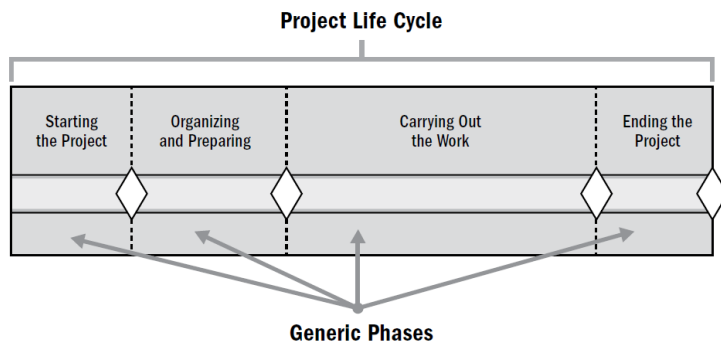 Project Life Cycle
Starting
the Project
Organizing
and Preparing
Carrying Out
the Work
Ending the
Project
Generic Phases